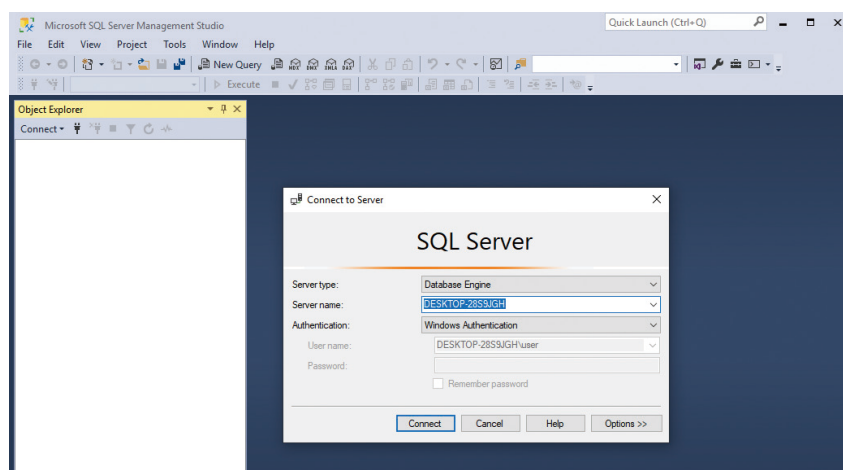 Microsoft SQL Server Management Studio
Quick Launch (Ctrl+Q)
File Edit View Project Tools Window Help
New Query
Execute
Object Explorer
Connect
Connect to Server
SQL Server
Server type: Database Engine
Server name: DESKTOP-28S9JGH
Authentication: Windows Authentication
User name: DESKTOP-28S9JGH\user
Password:
Remember password
Connect Cancel Help Options >>